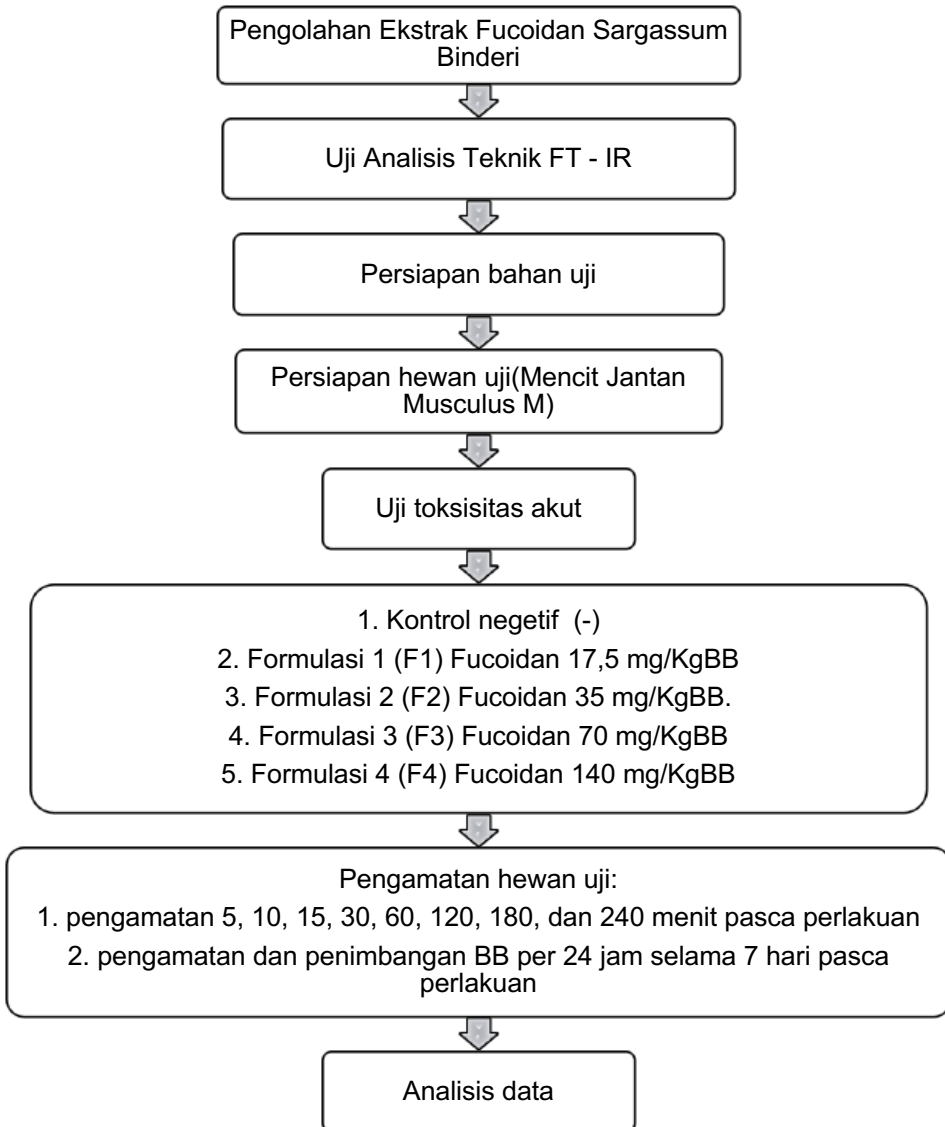 Pengolahan Ekstrak Fucoidan Sargassum
Binderi
Uji Analisis Teknik FT - IR
Persiapan bahan uji
Persiapan hewan uji(Mencit Jantan
Musculus M)
Uji toksisitas akut
1. Kontrol negetif (-)
2. Formulasi 1 (F1) Fucoidan 17,5 mg/KgBB
3. Formulasi 2 (F2) Fucoidan 35 mg/KgBB.
4. Formulasi 3 (F3) Fucoidan 70 mg/KgBB
5. Formulasi 4 (F4) Fucoidan 140 mg/KgBB
Pengamatan hewan uji:
1. pengamatan 5, 10, 15, 30, 60, 120, 180, dan 240 menit pasca perlakuan
2. pengamatan dan penimbangan BB per 24 jam selama 7 hari pasca
perlakuan
Analisis data